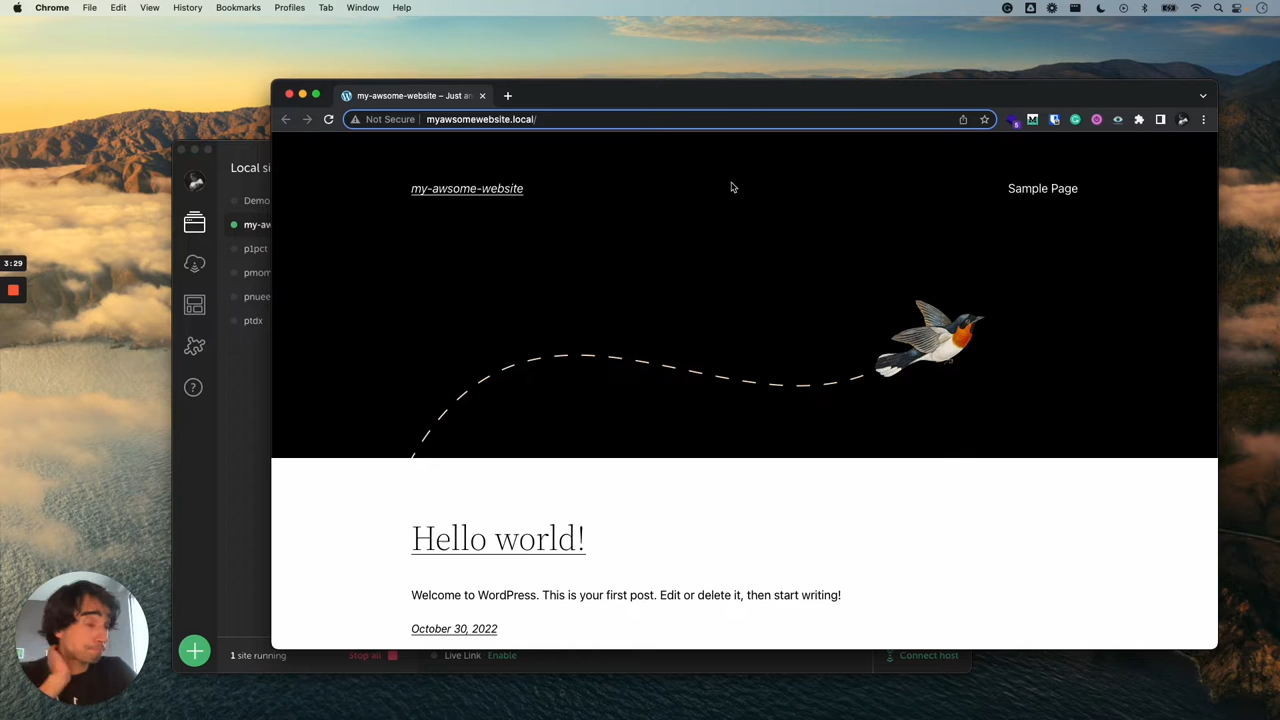 Chrome File Edit View History Bookmarks Profiles Tab Window Help
my-awsome-website – Just an
Not Secure myawsomewebsite.local/
my-awsome-website
Sample Page
Local si
Demo
my-aw
p1pct
pmom
pnuee
ptdx
3:29
Hello world!
Welcome to WordPress. This is your first post. Edit or delete it, then start writing!
October 30, 2022
1 site running Stop all Live Link Enable Connect host